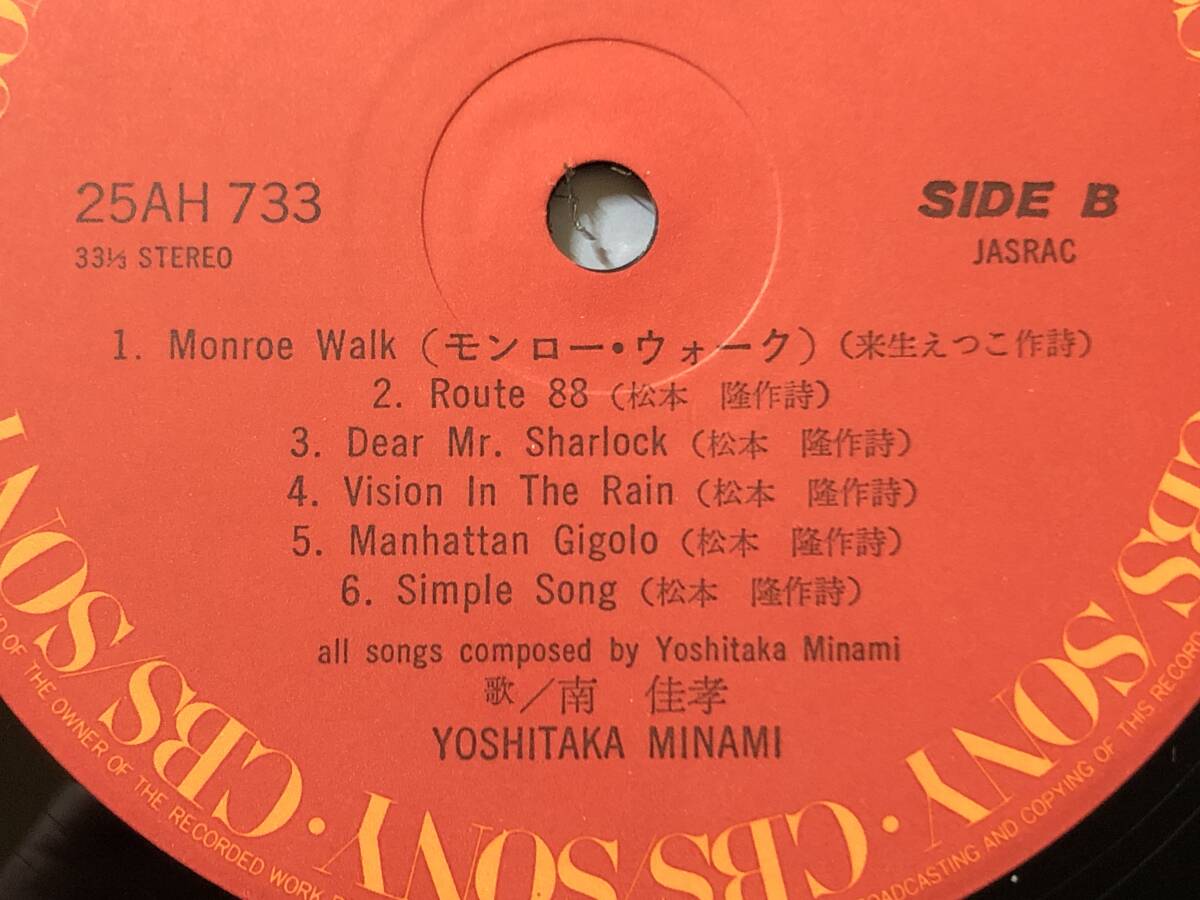 25AH 733
33⅓ STEREO
SIDE B
JASRAC
1. Monroe Walk (モンロー・ウォーク) (来生えつこ作詩)
2. Route 88 (松本 隆作詩)
3. Dear Mr. Sharlock (松本 隆作詩)
4. Vision In The Rain (松本 隆作詩)
5. Manhattan Gigolo (松本 隆作詩)
6. Simple Song (松本 隆作詩)
all songs composed by Yoshitaka Minami
歌／南 佳孝
YOSHITAKA MINAMI
SONY · CBS/SONY · CBS/SONY · CBS/SONY · CBS/SONY
OF THE OWNER OF THE RECORDED WORK
BROADCASTING AND COPYING OF THIS RECORD